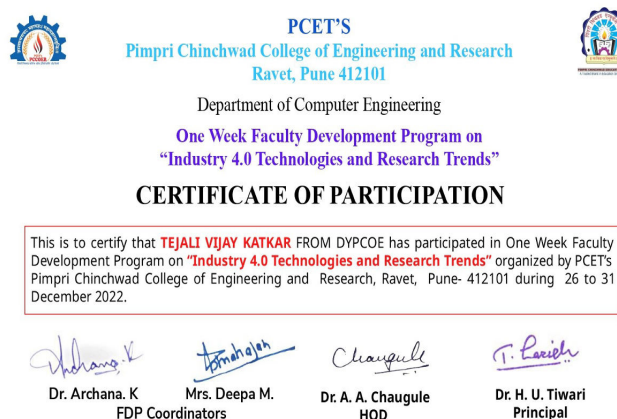 PCET'S
Pimpri Chinchwad College of Engineering and Research
Ravet, Pune 412101
Department of Computer Engineering
One Week Faculty Development Program on
“Industry 4.0 Technologies and Research Trends”
CERTIFICATE OF PARTICIPATION
This is to certify that TEJALI VIJAY KATKAR FROM DYPCOE has participated in One Week Faculty
Development Program on “Industry 4.0 Technologies and Research Trends” organized by PCET's
Pimpri Chinchwad College of Engineering and Research, Ravet, Pune- 412101 during 26 to 31
December 2022.
Archana.K
Chaugule
Dr. Archana. K
Mrs. Deepa M.
Dr. A. A. Chaugule
Dr. H. U. Tiwari
FDP Coordinators
HOD
Principal